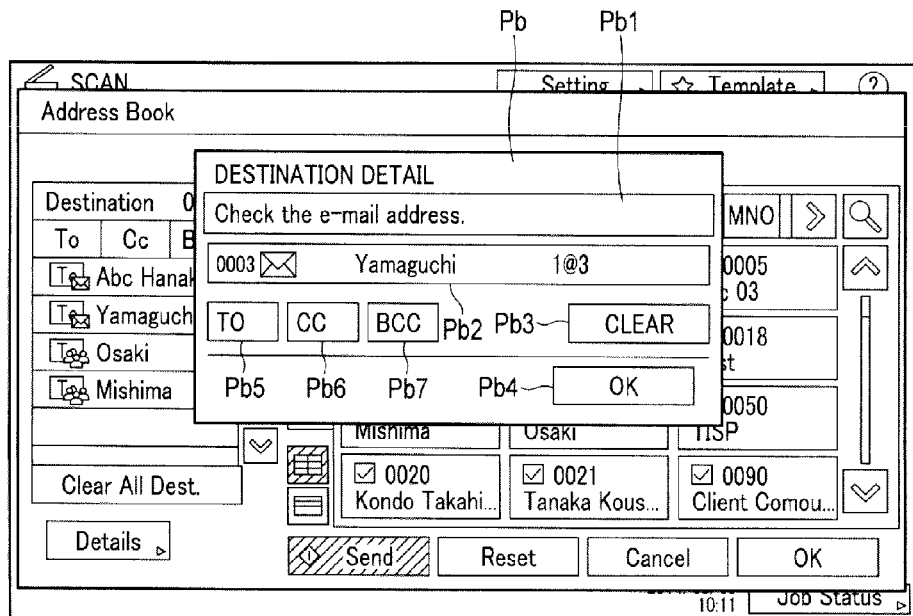 Pb Pb1
SCAN Setting Template ?
Address Book
DESTINATION DETAIL
Check the e-mail address.
Destination 0
MNO
To Cc B
0003 Yamaguchi 1@3
0005
03
Abc Hanak
Yamaguch
TO CC BCC Pb2 Pb3 CLEAR
0018
st
Osaki
Pb5 Pb6 Pb7 Pb4 OK
0050
Mishima
Mishima Osaki TISP
Clear All Dest.
0020 0021 0090
Kondo Takahi... Tanaka Kous... Client Comou...
Details
Send Reset Cancel OK
10:11 Job Status